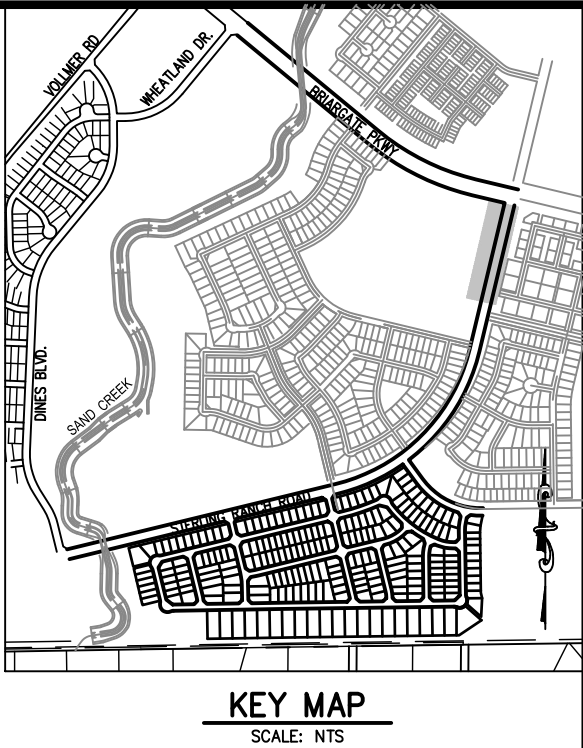 VOLLMER RD
WHEATLAND DR.
BRIARGATE PKWY
DINES BLVD.
SAND CREEK
STERLING RANCH ROAD
KEY MAP
SCALE: NTS